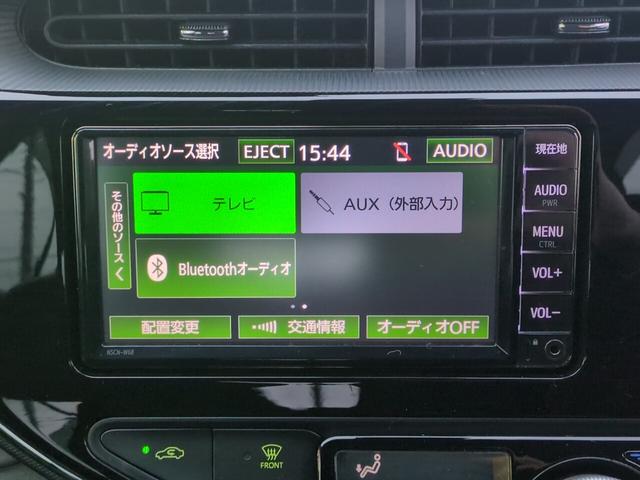 オーディオソース選択 EJECT 15:44 AUDIO
現在地
その他のソース く
テレビ
AUX（外部入力）
AUDIO
PWR
MENU
CTRL
Bluetoothオーディオ
VOL+
VOL-
配置変更 交通情報 オーディオOFF
NSCN-W68
FRONT